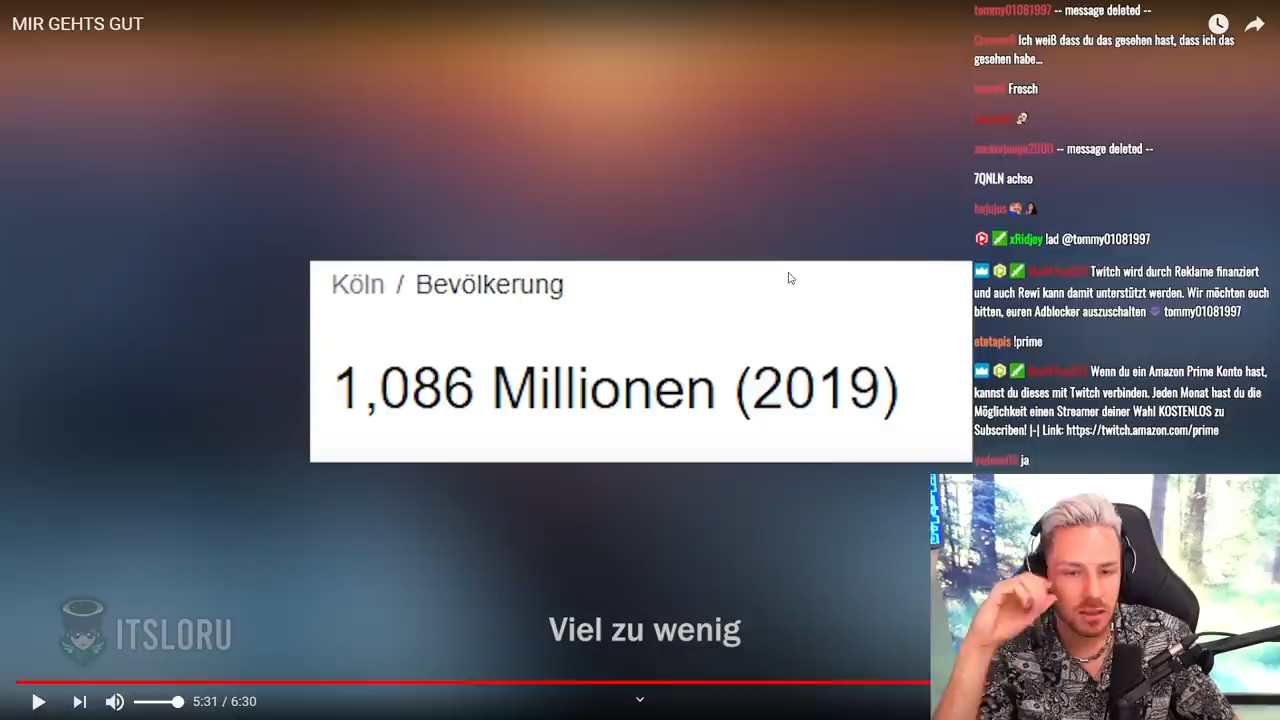 MIR GEHTS GUT
tommy01081997 -- message deleted --
Ich weiß dass du das gesehen hast, dass ich das
gesehen habe...
Frosch
-- message deleted --
7QNLN achso
hujujus
xRidjey !ad @tommy01081997
Twitch wird durch Reklame finanziert
und auch Rewi kann damit unterstützt werden. Wir möchten euch
bitten, euren Adblocker auszuschalten tommy01081997
etetapis !prime
Wenn du ein Amazon Prime Konto hast,
kannst du dieses mit Twitch verbinden. Jeden Monat hast du die
Möglichkeit einen Streamer deiner Wahl KOSTENLOS zu
Subscriben! |-| Link: https://twitch.amazon.com/prime
ja
Köln / Bevölkerung
1,086 Millionen (2019)
ITSLORU
Viel zu wenig
5:31 / 6:30